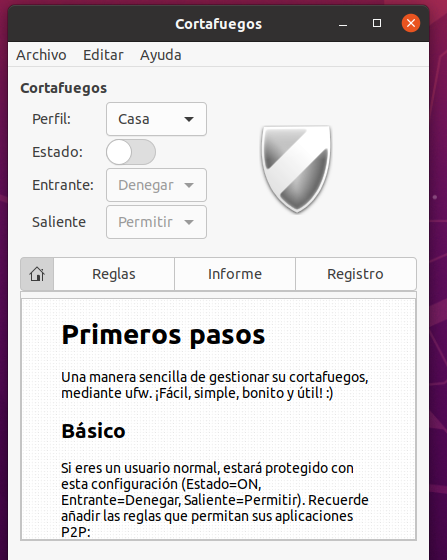 Cortafuegos
Archivo Editar Ayuda
Cortafuegos
Perfil: Casa
Estado:
Entrante: Denegar
Saliente Permitir
Reglas Informe Registro
Primeros pasos
Una manera sencilla de gestionar su cortafuegos,
mediante ufw. ¡Fácil, simple, bonito y útil! :)
Básico
Si eres un usuario normal, estará protegido con
esta configuración (Estado=ON,
Entrante=Denegar, Saliente=Permitir). Recuerde
añadir las reglas que permitan sus aplicaciones
P2P: